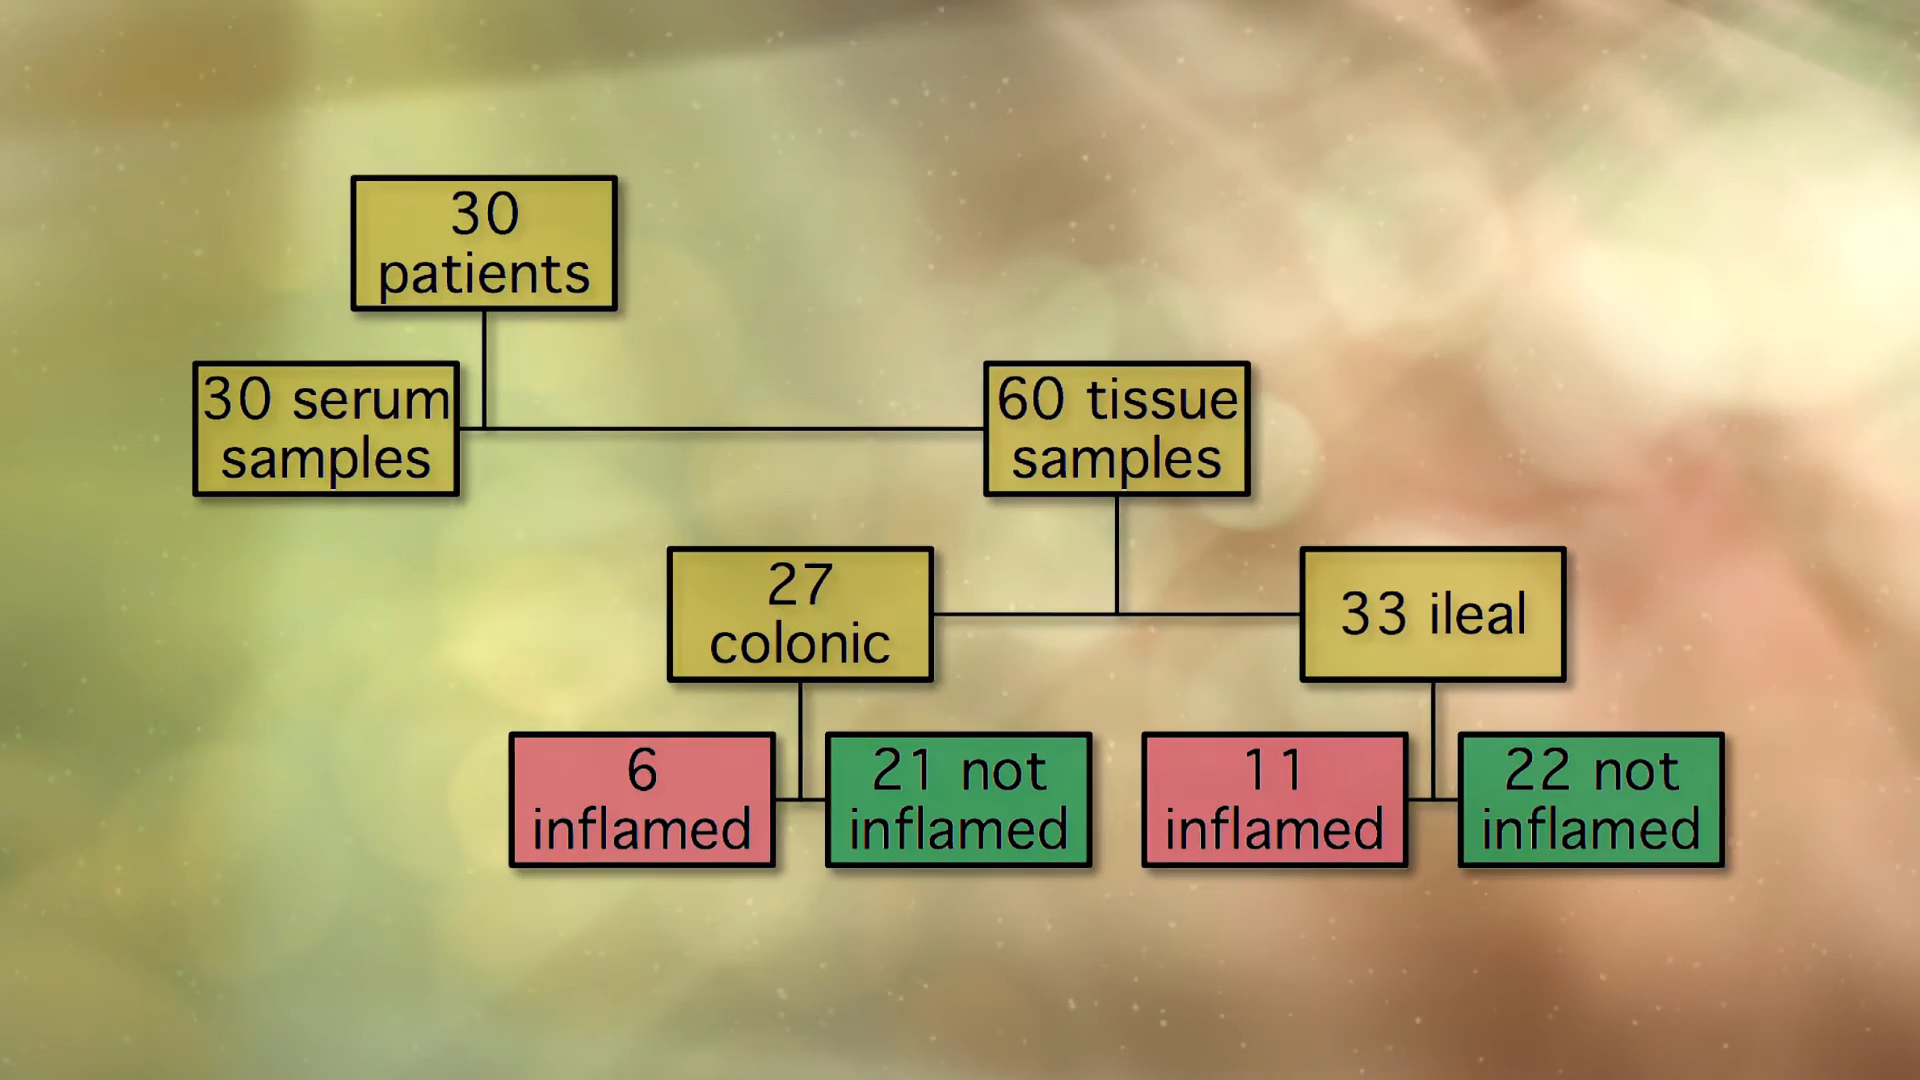 30
patients
30 serum
samples
60 tissue
samples
27
colonic
33 ileal
6
inflamed
21 not
inflamed
11
inflamed
22 not
inflamed